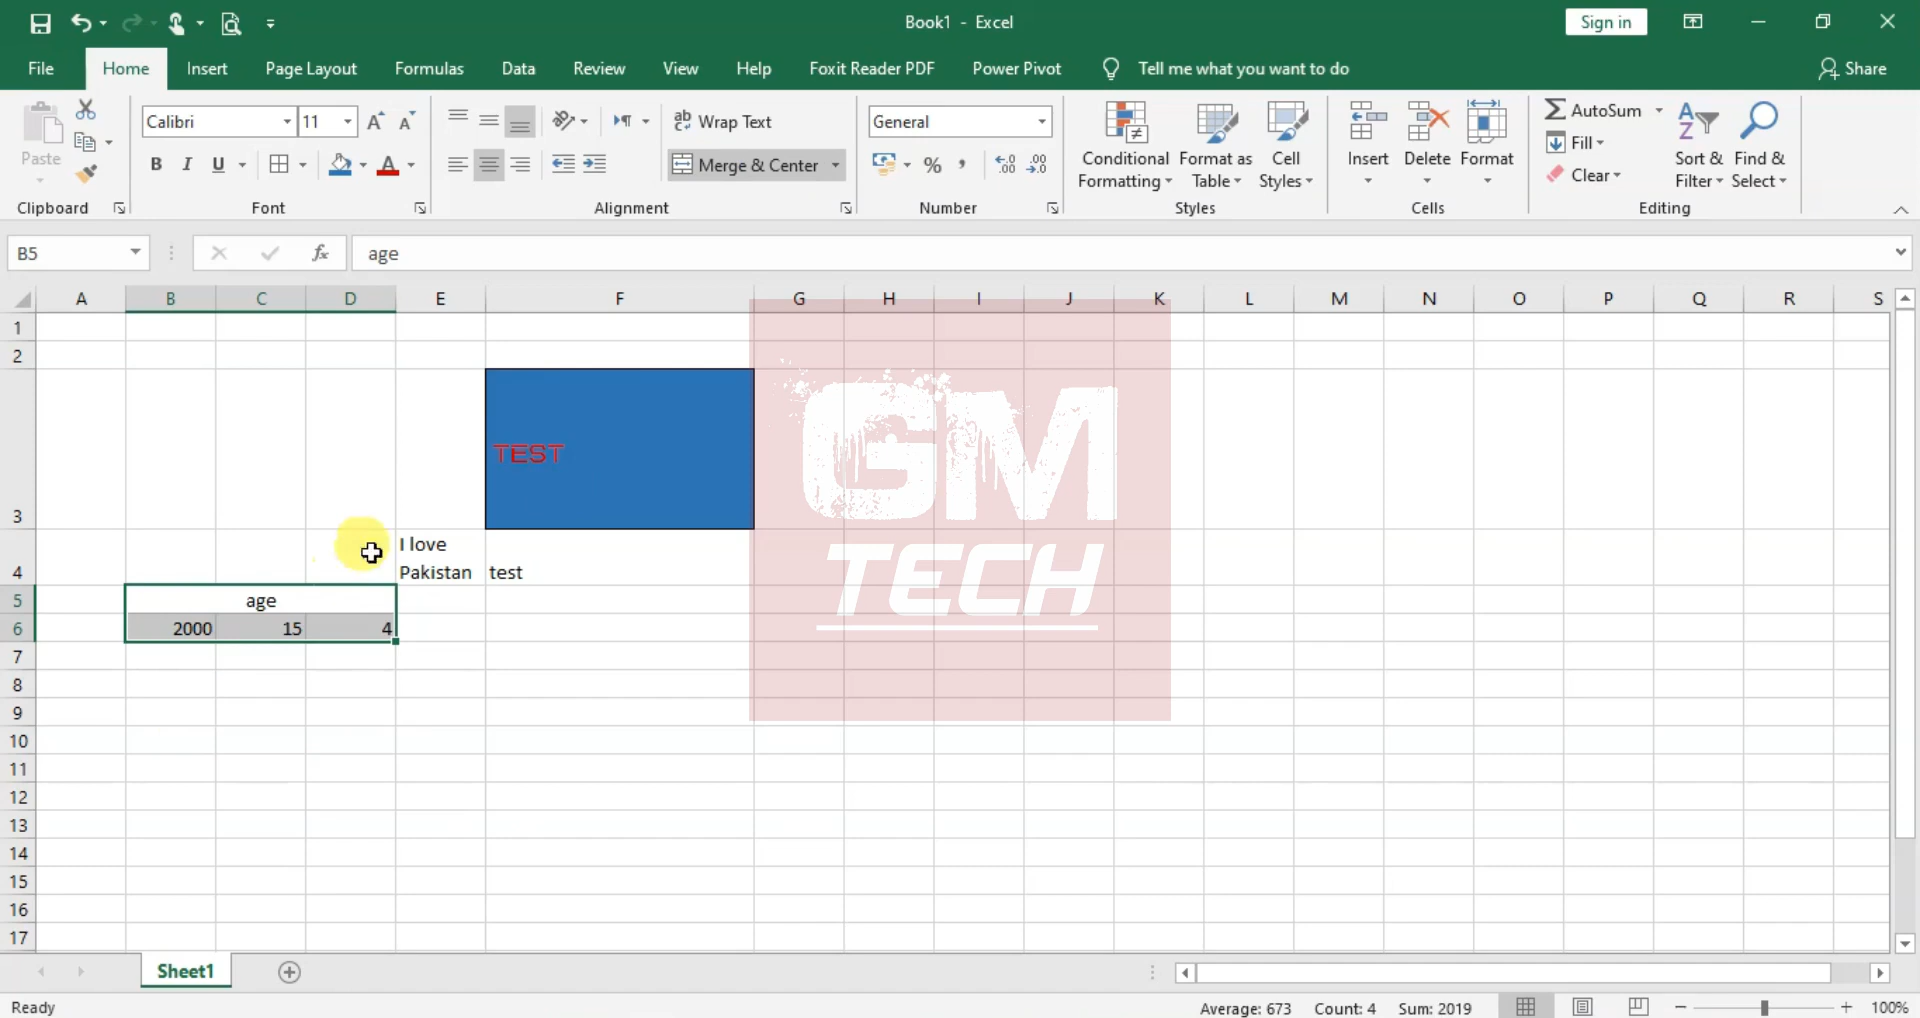 Book1 - Excel
Sign in
File Home Insert Page Layout Formulas Data Review View Help Foxit Reader PDF Power Pivot Tell me what you want to do Share
Paste
Clipboard
Calibri 11
B I U A
Font
ab Wrap Text
Merge & Center
Alignment
General
%
Number
Conditional Formatting
Format as Table
Cell Styles
Styles
Insert
Delete
Format
Cells
AutoSum
Fill
Clear
Sort & Filter
Find & Select
Editing
B5 fx age
A B C D E F G H I J K L M N O P Q R S
1
2
3 TEST
4 I love Pakistan test
5 age
6 2000 15 4
7
8
9
10
11
12
13
14
15
16
17
GM
TECH
Sheet1
Ready Average: 673 Count: 4 Sum: 2019 100%